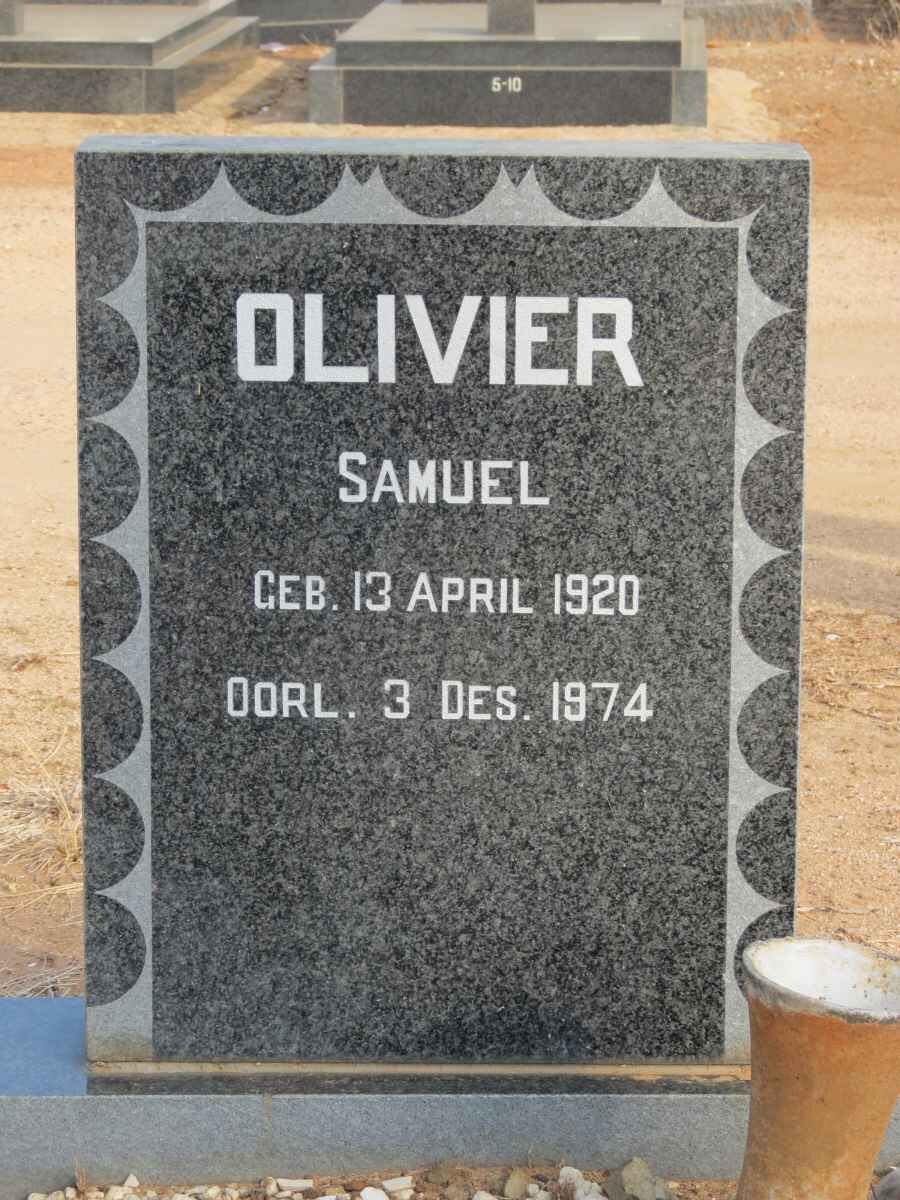 5-10
OLIVIER
SAMUEL
GEB. 13 APRIL 1920
OORL. 3 DES. 1974